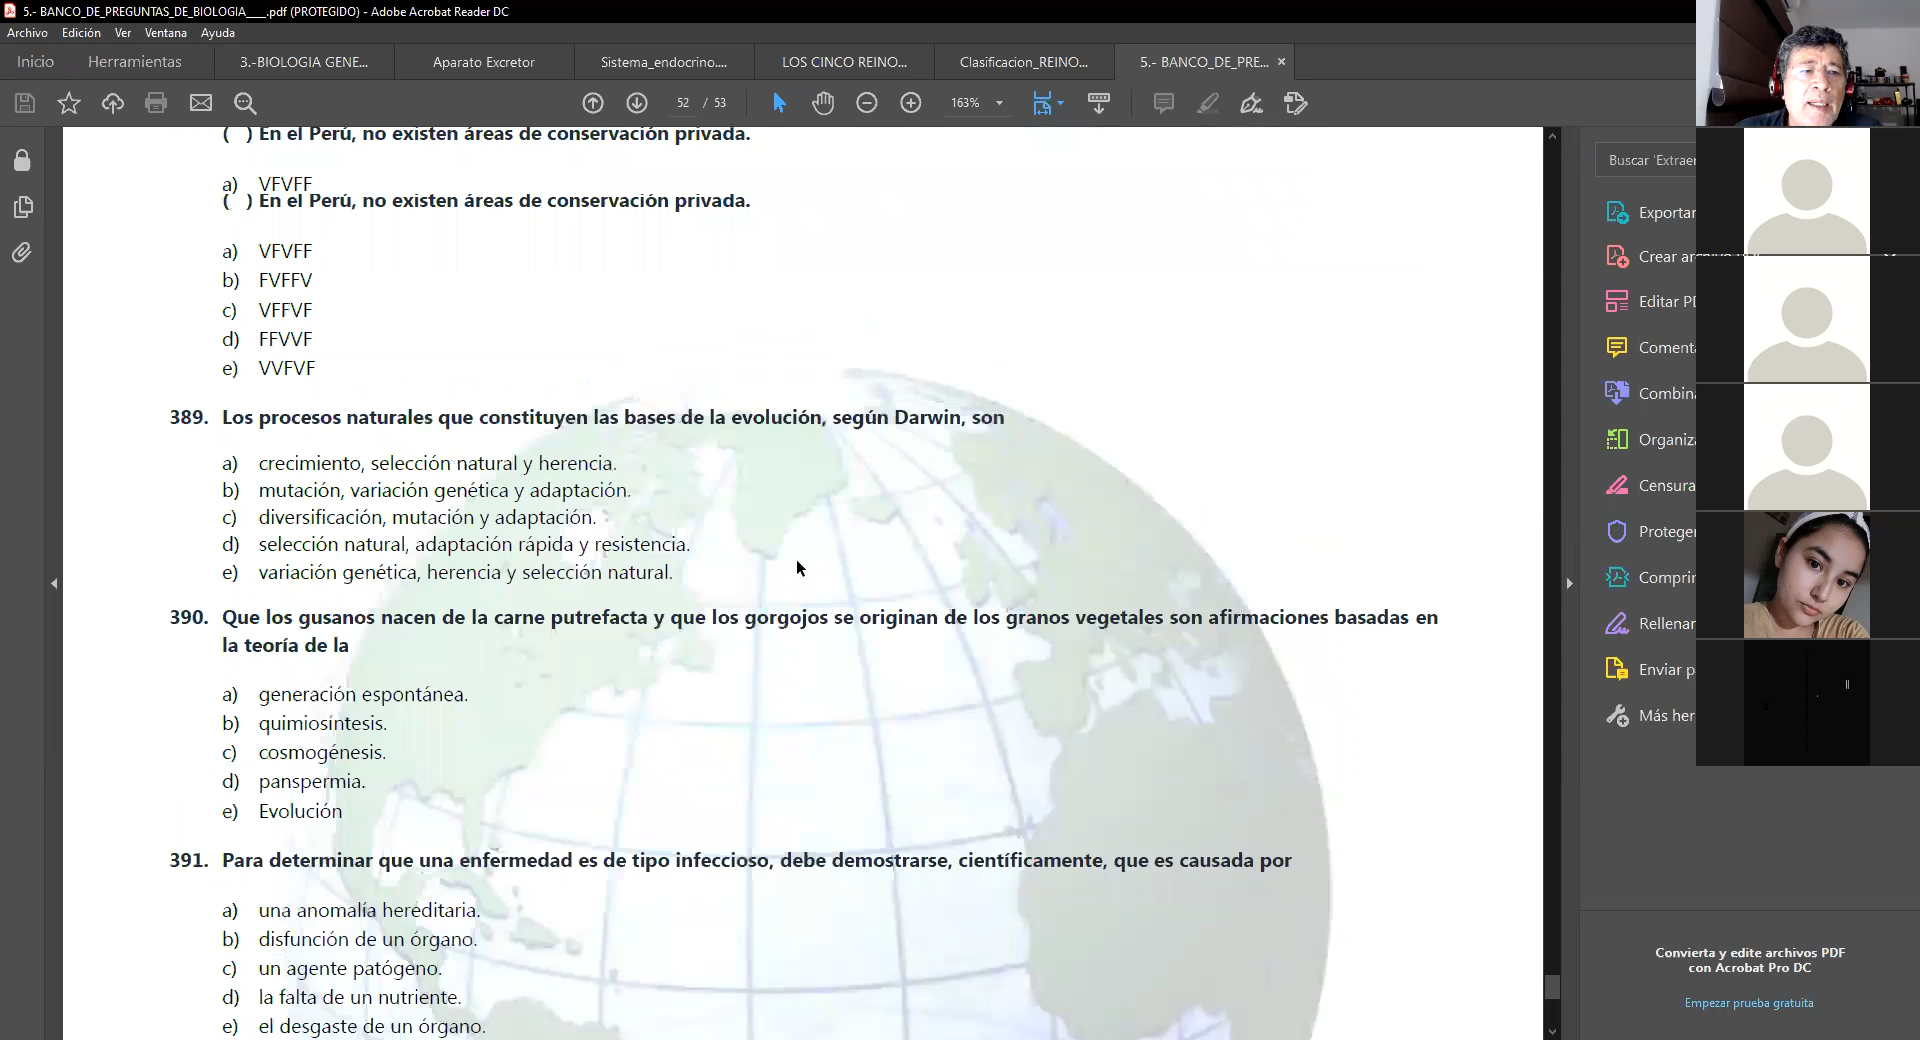 5.- BANCO_DE_PREGUNTAS_DE_BIOLOGIA___.pdf (PROTEGIDO) - Adobe Acrobat Reader DC
Archivo Edición Ver Ventana Ayuda
Inicio Herramientas 3.-BIOLOGIA GENE... Aparato Excretor Sistema_endocrino.... LOS CINCO REINO... Clasificacion_REINO... 5.- BANCO_DE_PRE... ×
52 / 53 163%
( ) En el Perú, no existen áreas de conservación privada.
a) VFVFF
( ) En el Perú, no existen áreas de conservación privada.
a) VFVFF
b) FVFFV
c) VFFVF
d) FFVVF
e) VVFVF
389. Los procesos naturales que constituyen las bases de la evolución, según Darwin, son
a) crecimiento, selección natural y herencia.
b) mutación, variación genética y adaptación.
c) diversificación, mutación y adaptación.
d) selección natural, adaptación rápida y resistencia.
e) variación genética, herencia y selección natural.
390. Que los gusanos nacen de la carne putrefacta y que los gorgojos se originan de los granos vegetales son afirmaciones basadas en
la teoría de la
a) generación espontánea.
b) quimiosíntesis.
c) cosmogénesis.
d) panspermia.
e) Evolución
391. Para determinar que una enfermedad es de tipo infeccioso, debe demostrarse, científicamente, que es causada por
a) una anomalía hereditaria.
b) disfunción de un órgano.
c) un agente patógeno.
d) la falta de un nutriente.
e) el desgaste de un órgano.
Buscar 'Extraer
Exportar
Crear ar
Editar PD
Comenta
Combina
Organiza
Censura
Proteger
Comprim
Rellenar
Enviar p
Más her
Convierta y edite archivos PDF
con Acrobat Pro DC
Empezar prueba gratuita